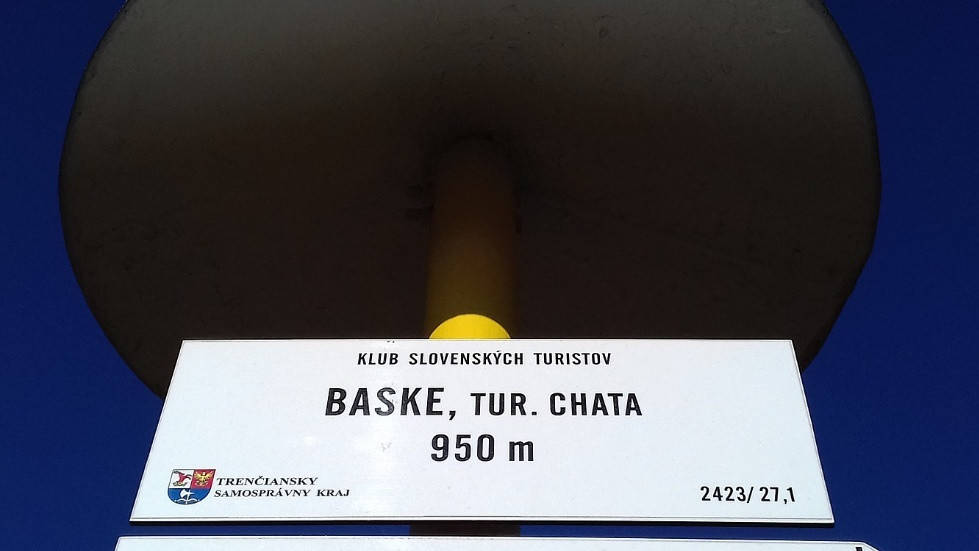 KLUB SLOVENSKÝCH TURISTOV
BASKE, TUR. CHATA
950 m
TRENČIANSKY
SAMOSPRÁVNY KRAJ
2423/27,1